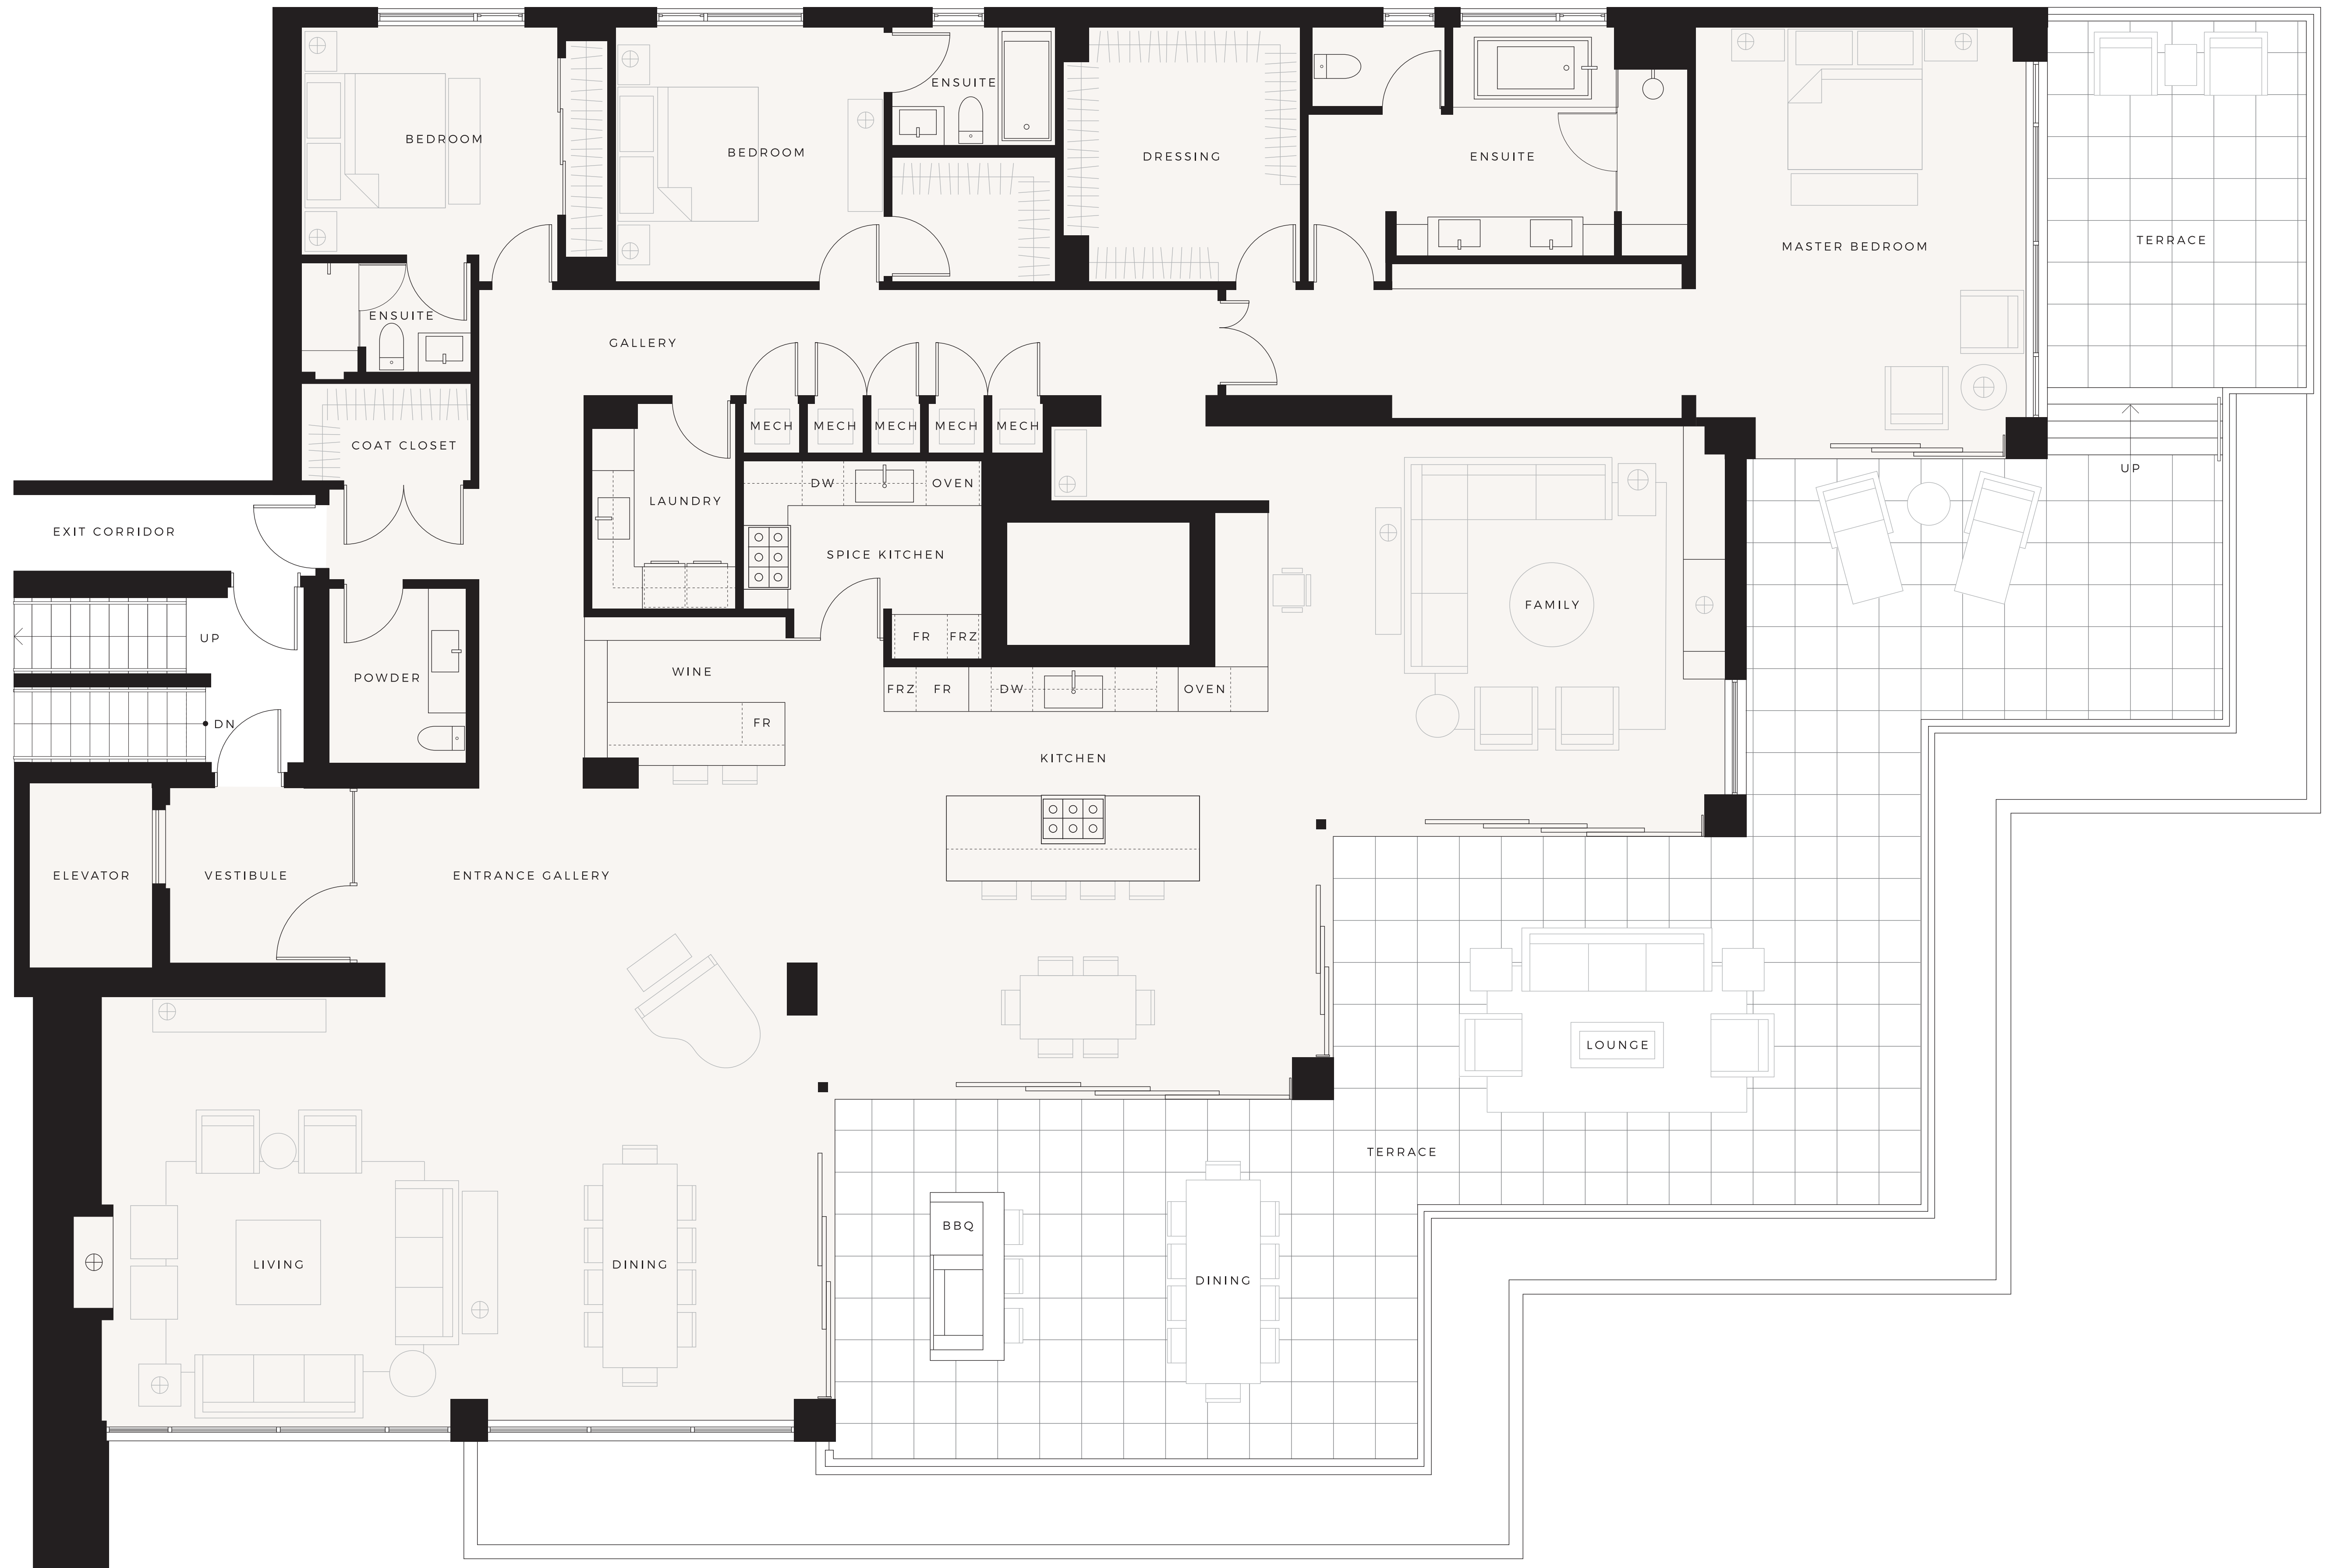 ENSUITE
BEDROOM
BEDROOM
DRESSING
ENSUITE
MASTER BEDROOM
TERRACE
ENSUITE
GALLERY
MECH
MECH
MECH
MECH
MECH
COAT CLOSET
UP
DW
OVEN
LAUNDRY
EXIT CORRIDOR
SPICE KITCHEN
FAMILY
UP
FR
FRZ
WINE
POWDER
FRZ
FR
DW
OVEN
DN
FR
KITCHEN
ELEVATOR
VESTIBULE
ENTRANCE GALLERY
LOUNGE
TERRACE
BBQ
LIVING
DINING
DINING